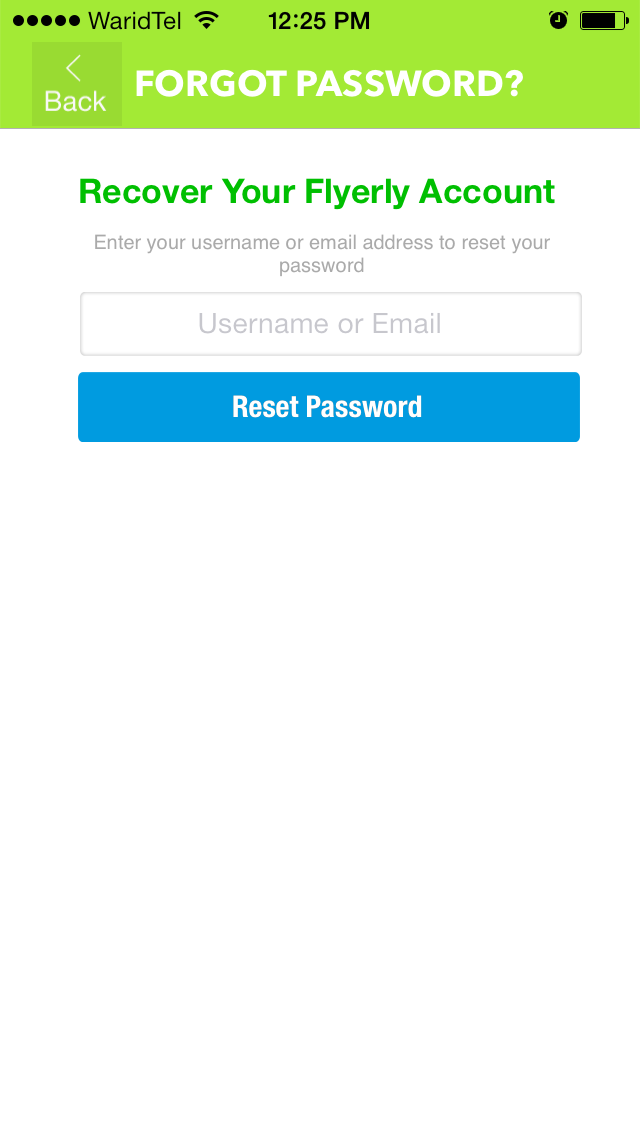 WaridTel 12:25 PM
Back FORGOT PASSWORD?
Recover Your Flyerly Account
Enter your username or email address to reset your
password
Username or Email
Reset Password